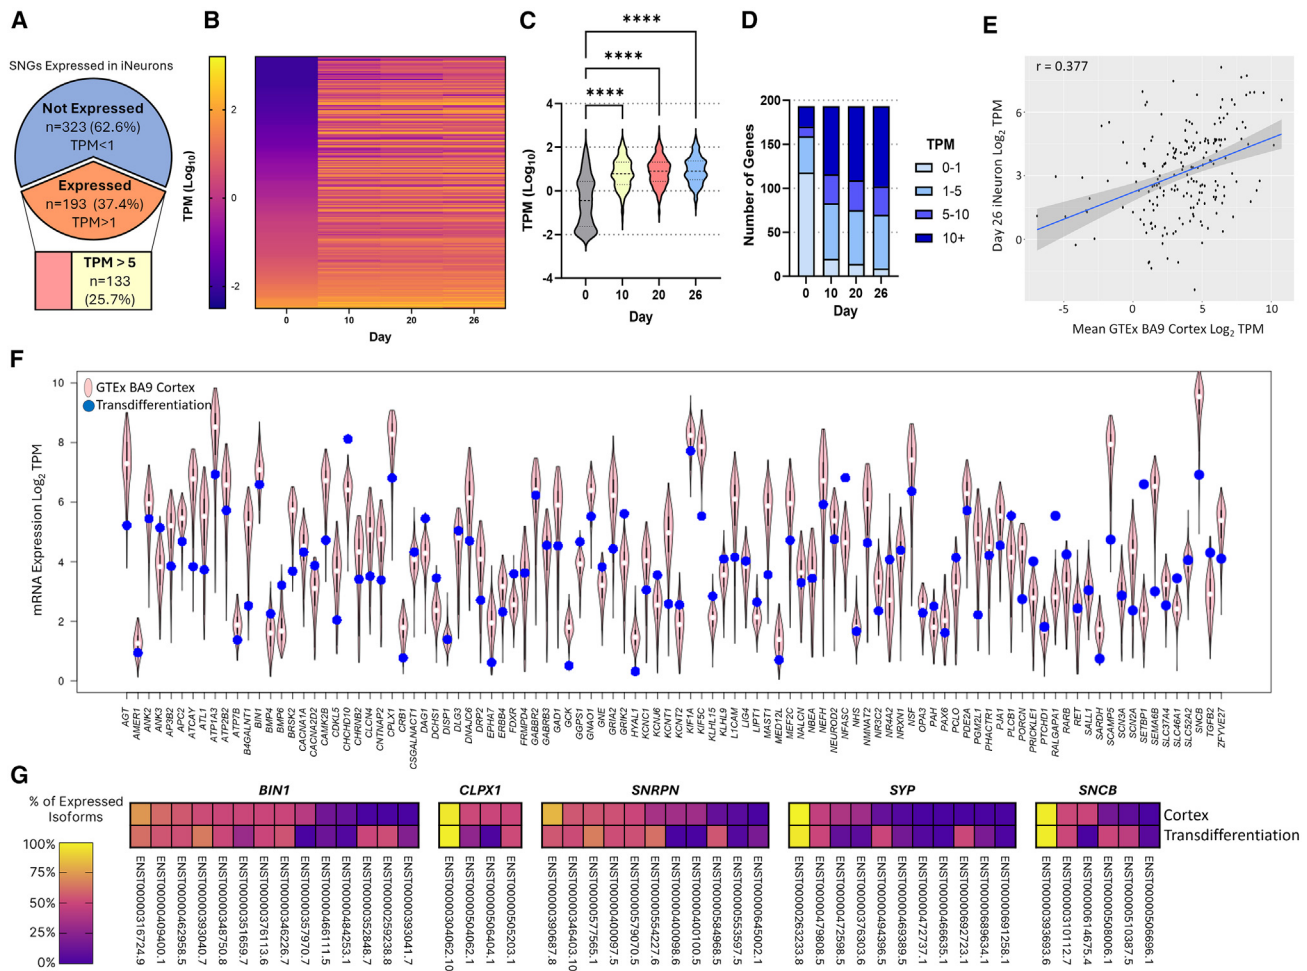 A
SNGs Expressed in iNeurons
Not Expressed
n=323 (62.6%)
TPM<1
Expressed
n=193 (37.4%)
TPM>1
TPM > 5
n=133
(25.7%)
B
TPM (Log10)
2
0
-2
0 10 20 26
Day
C
****
****
****
TPM (Log10)
4
2
0
-2
-4
0 10 20 26
Day
D
Number of Genes
200
150
100
50
0
0 10 20 26
Day
TPM
0-1
1-5
5-10
10+
E
r = 0.377
Day 26 iNeuron Log2 TPM
6
3
0
-5 0 5 10
Mean GTEx BA9 Cortex Log2 TPM
F
GTEx BA9 Cortex
Transdifferentiation
mRNA Expression Log2 TPM
10
8
6
4
2
0
AGT AMER1 ANK2 ANK3 AP3B2 APC2 ATCAY ATL1 ATP1A3 ATP2B2 ATP7B B4GALNT1 BIN1 BMP4 BMP6 BRSK2 CACNA1A CACNA2D2 CAMK2B CDKL5 CHCHD10 CHRNB2 CLCN4 CNTNAP2 CPLX1 CRB1 CSGALNACT1 DAG1 DCHS1 DISP1 DLG3 DNAJC6 DRP2 EPHA7 ERBB4 FDXR FRMPD4 GABBR2 GABRB3 GAD1 GCK GGPS1 GNAO1 GNE GRIA2 GRIK2 HYAL1 KCNC1 KCNJ6 KCNT1 KCNT2 KIF1A KIF5C KLHL15 KLHL9 L1CAM LIG4 LIPT1 MAST1 MED12L MEF2C NALCN NBEA NEFH NEUROD2 NFASC NHS NMNAT2 NR3C2 NR4A2 NRXN1 OPA3 PAH PAX6 PCLO PDE2A PGM2L1 PHACTR1 PJA1 PLCB1 PORCN PRICKLE1 PTCHD1 RALGAPA1 RARB RET SALL1 SARDH SCAMP5 SCN3A SCN2A SETBP1 SEMA6B SLC37A4 SLC46A1 SLC52A2 SNCB TGFB2 ZFYVE27
G
% of Expressed
Isoforms
100%
75%
50%
25%
0%
BIN1 CLPX1 SNRPN SYP SNCB
Cortex
Transdifferentiation
ENST00000316724.9 ENST00000409400.1 ENST00000462958.5 ENST00000393040.7 ENST00000348750.8 ENST00000351659.7 ENST00000376113.6 ENST00000346226.7 ENST00000357970.7 ENST00000466111.5 ENST00000484253.1 ENST00000352848.7 ENST00000259238.8 ENST00000393041.7
ENST00000304062.10 ENST00000504062.1 ENST00000506404.1 ENST00000505203.1
ENST00000390687.8 ENST00000346403.10 ENST00000577565.1 ENST00000400097.5 ENST00000579070.5 ENST00000554227.6 ENST00000400098.6 ENST00000400100.5 ENST00000584968.5 ENST00000553597.5 ENST00000645002.1
ENST00000263233.8 ENST00000479808.5 ENST00000472598.5 ENST00000376303.6 ENST00000494396.5 ENST00000469389.5 ENST00000472737.1 ENST00000466635.1 ENST00000692723.1 ENST00000689634.1 ENST00000691258.1
ENST00000393693.6 ENST00000310112.7 ENST00000614675.4 ENST00000508006.1 ENST00000510387.5 ENST00000506696.1